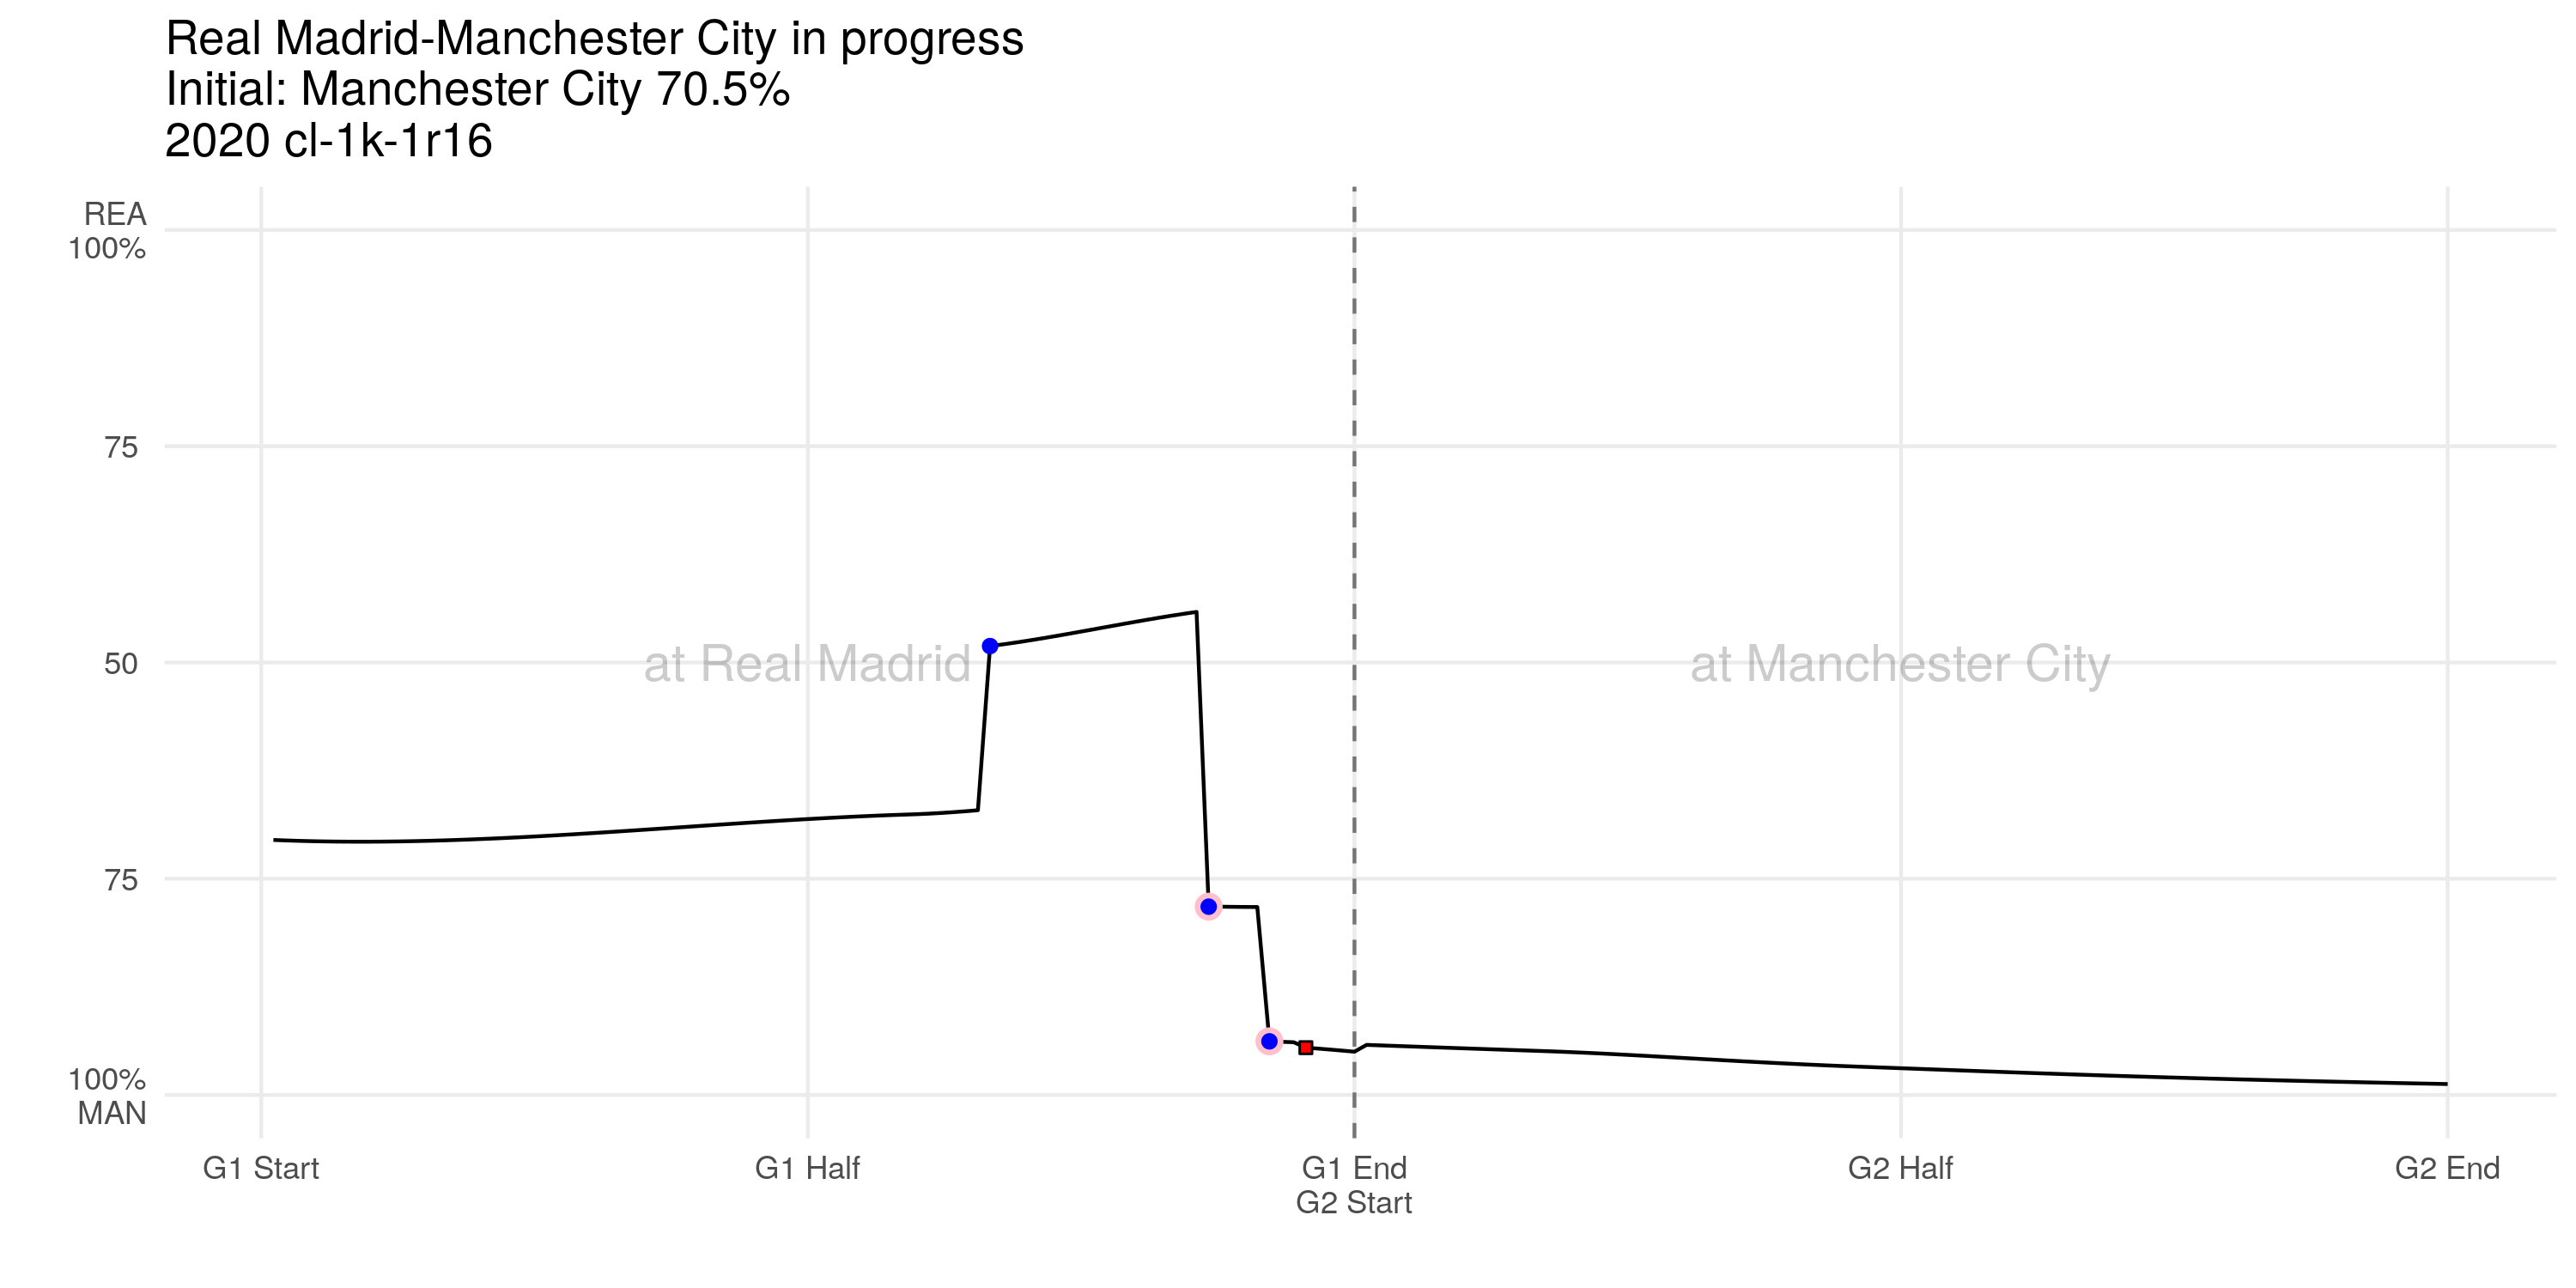 Real Madrid-Manchester City in progress
Initial: Manchester City 70.5%
2020 cl-1k-1r16
REA
100%
75
50
75
100%
MAN
at Real Madrid
at Manchester City
G1 Start
G1 Half
G1 End
G2 Start
G2 Half
G2 End